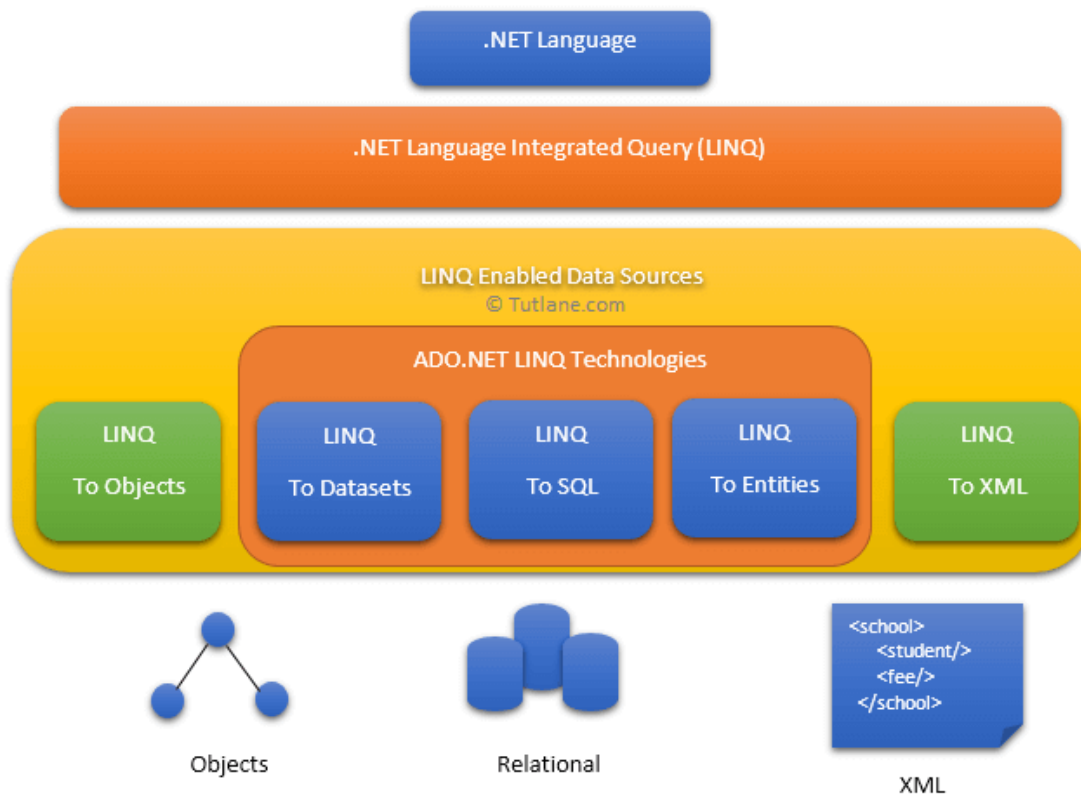 .NET Language
.NET Language Integrated Query (LINQ)
LINQ Enabled Data Sources
© Tutlane.com
ADO.NET LINQ Technologies
LINQ
To Objects
LINQ
To Datasets
LINQ
To SQL
LINQ
To Entities
LINQ
To XML
Objects
Relational
<school>
<student/>
<fee/>
</school>
XML